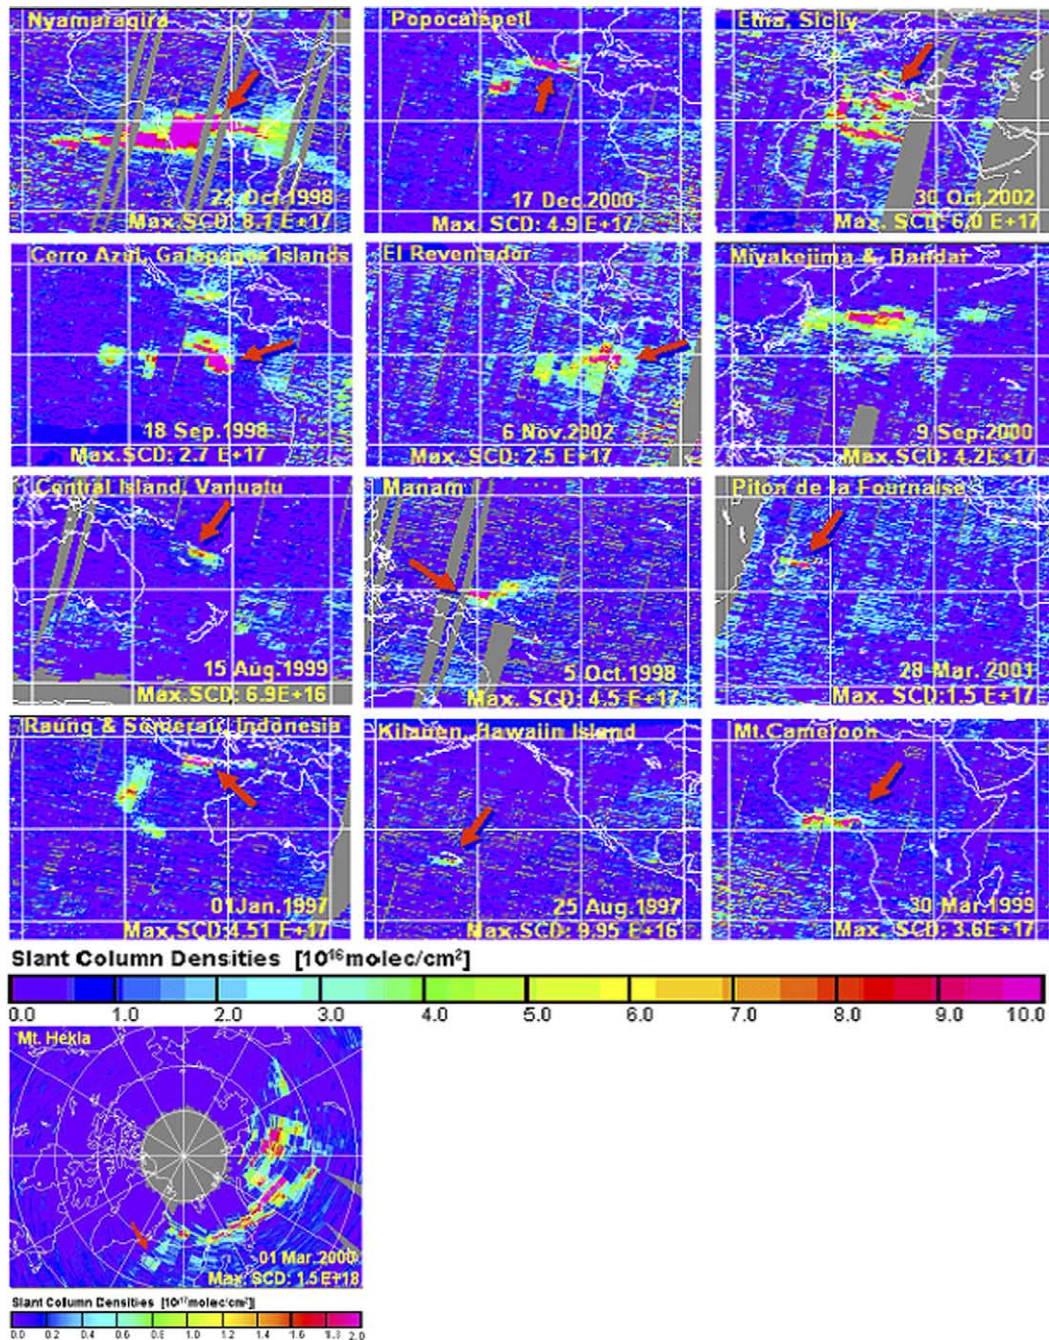 Nyamuragira
22 Oct.1998
Max. SCD: 8.1 E+17
Popocatepetl
17 Dec.2000
Max. SCD: 4.9 E+17
Etna, Sicily
30 Oct.2002
Max. SCD: 6.0 E+17
Cerro Azul, Galapagos Islands
18 Sep.1998
Max.SCD: 2.7 E+17
El Reventador
6 Nov.2002
Max.SCD: 2.5 E+17
Miyakejima & Bandai
9 Sep.2000
Max.SCD: 4.2E+17
Central Island, Vanuatu
15 Aug.1999
Max.SCD: 6.9E+16
Manam
5 Oct.1998
Max.SCD: 4.5 E+17
Piton de la Fournaise
28 Mar. 2001
Max.SCD:1.5 E+17
Raung & Semerau, Indonesia
01Jan.1997
Max.SCD:4.51 E+17
Kilauea, Hawaiin Island
25 Aug.1997
Max.SCD: 9.95 E+16
Mt.Cameroon
30 Mar.1999
Max. SCD: 3.6E+17
Slant Column Densities [10¹⁶molec/cm²]
0.0 1.0 2.0 3.0 4.0 5.0 6.0 7.0 8.0 9.0 10.0
Mt. Hekla
01 Mar.2000
Max. SCD: 1.5E+18
Slant Column Densities [10¹⁷molec/cm²]
0.0 0.2 0.4 0.6 0.8 1.0 1.2 1.4 1.6 1.8 2.0